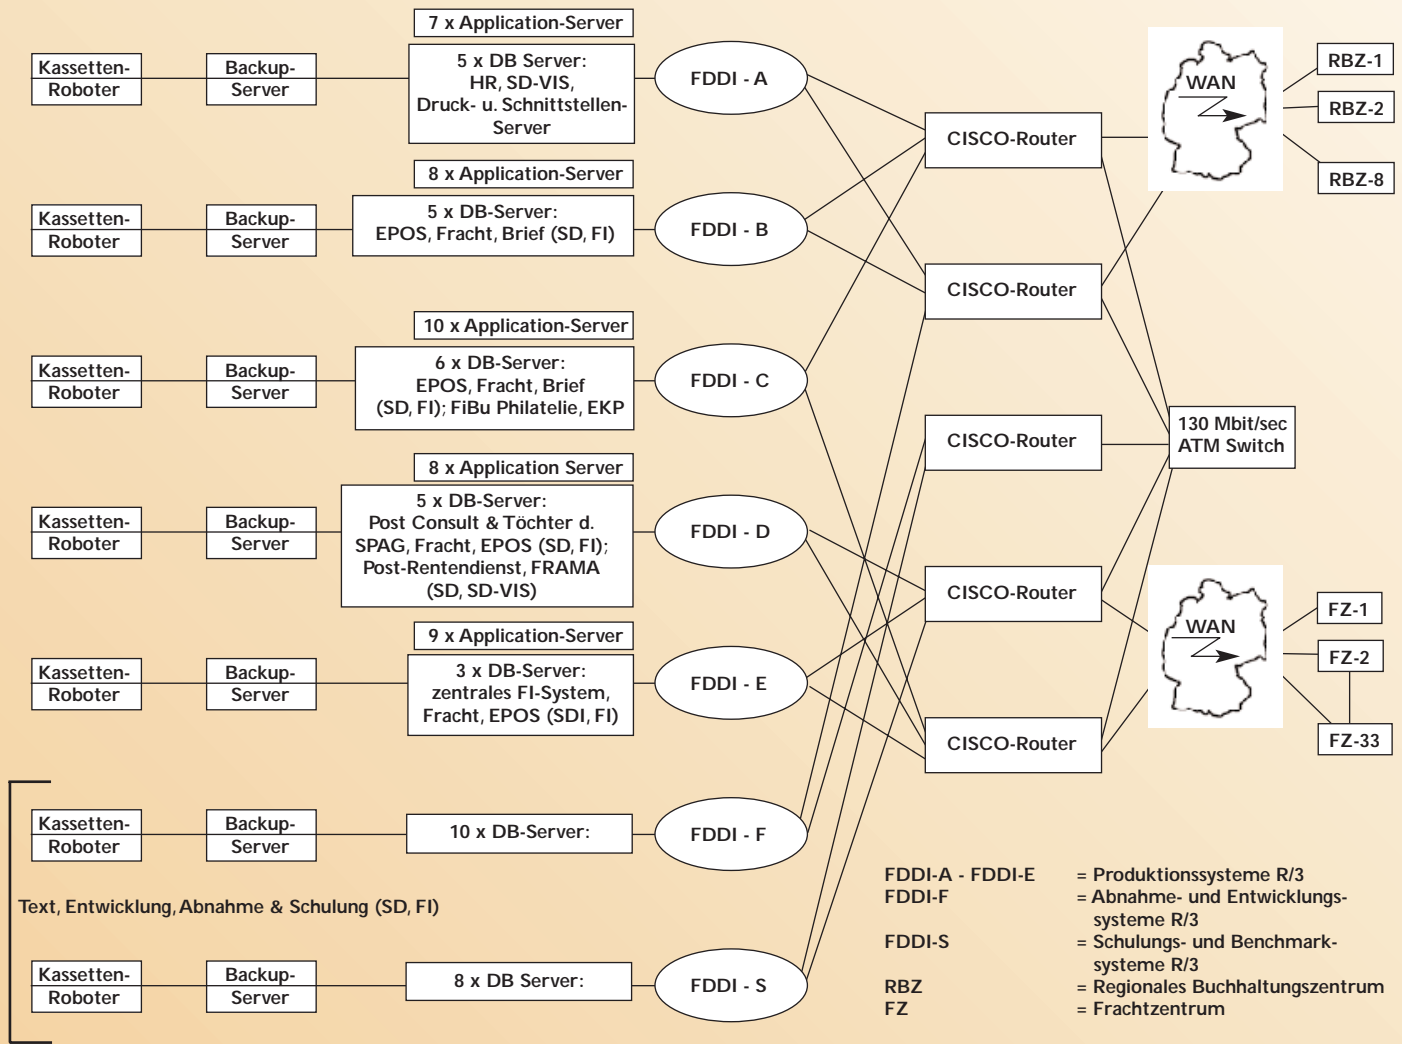 7 x Application-Server
Kassetten-
Roboter
Backup-
Server
5 x DB Server:
HR, SD-VIS,
Druck- u. Schnittstellen-
Server
FDDI - A
8 x Application-Server
Kassetten-
Roboter
Backup-
Server
5 x DB-Server:
EPOS, Fracht, Brief (SD, FI)
FDDI - B
10 x Application-Server
Kassetten-
Roboter
Backup-
Server
6 x DB-Server:
EPOS, Fracht, Brief
(SD, FI); FiBu Philatelie, EKP
FDDI - C
8 x Application Server
Kassetten-
Roboter
Backup-
Server
5 x DB-Server:
Post Consult & Töchter d.
SPAG, Fracht, EPOS (SD, FI);
Post-Rentendienst, FRAMA
(SD, SD-VIS)
FDDI - D
9 x Application-Server
Kassetten-
Roboter
Backup-
Server
3 x DB-Server:
zentrales FI-System,
Fracht, EPOS (SDI, FI)
FDDI - E
Kassetten-
Roboter
Backup-
Server
10 x DB-Server:
FDDI - F
Text, Entwicklung, Abnahme & Schulung (SD, FI)
Kassetten-
Roboter
Backup-
Server
8 x DB Server:
FDDI - S
CISCO-Router
CISCO-Router
CISCO-Router
CISCO-Router
CISCO-Router
WAN
RBZ-1
RBZ-2
RBZ-8
130 Mbit/sec
ATM Switch
WAN
FZ-1
FZ-2
FZ-33
FDDI-A - FDDI-E = Produktionssysteme R/3
FDDI-F = Abnahme- und Entwicklungs-
systeme R/3
FDDI-S = Schulungs- und Benchmark-
systeme R/3
RBZ = Regionales Buchhaltungszentrum
FZ = Frachtzentrum